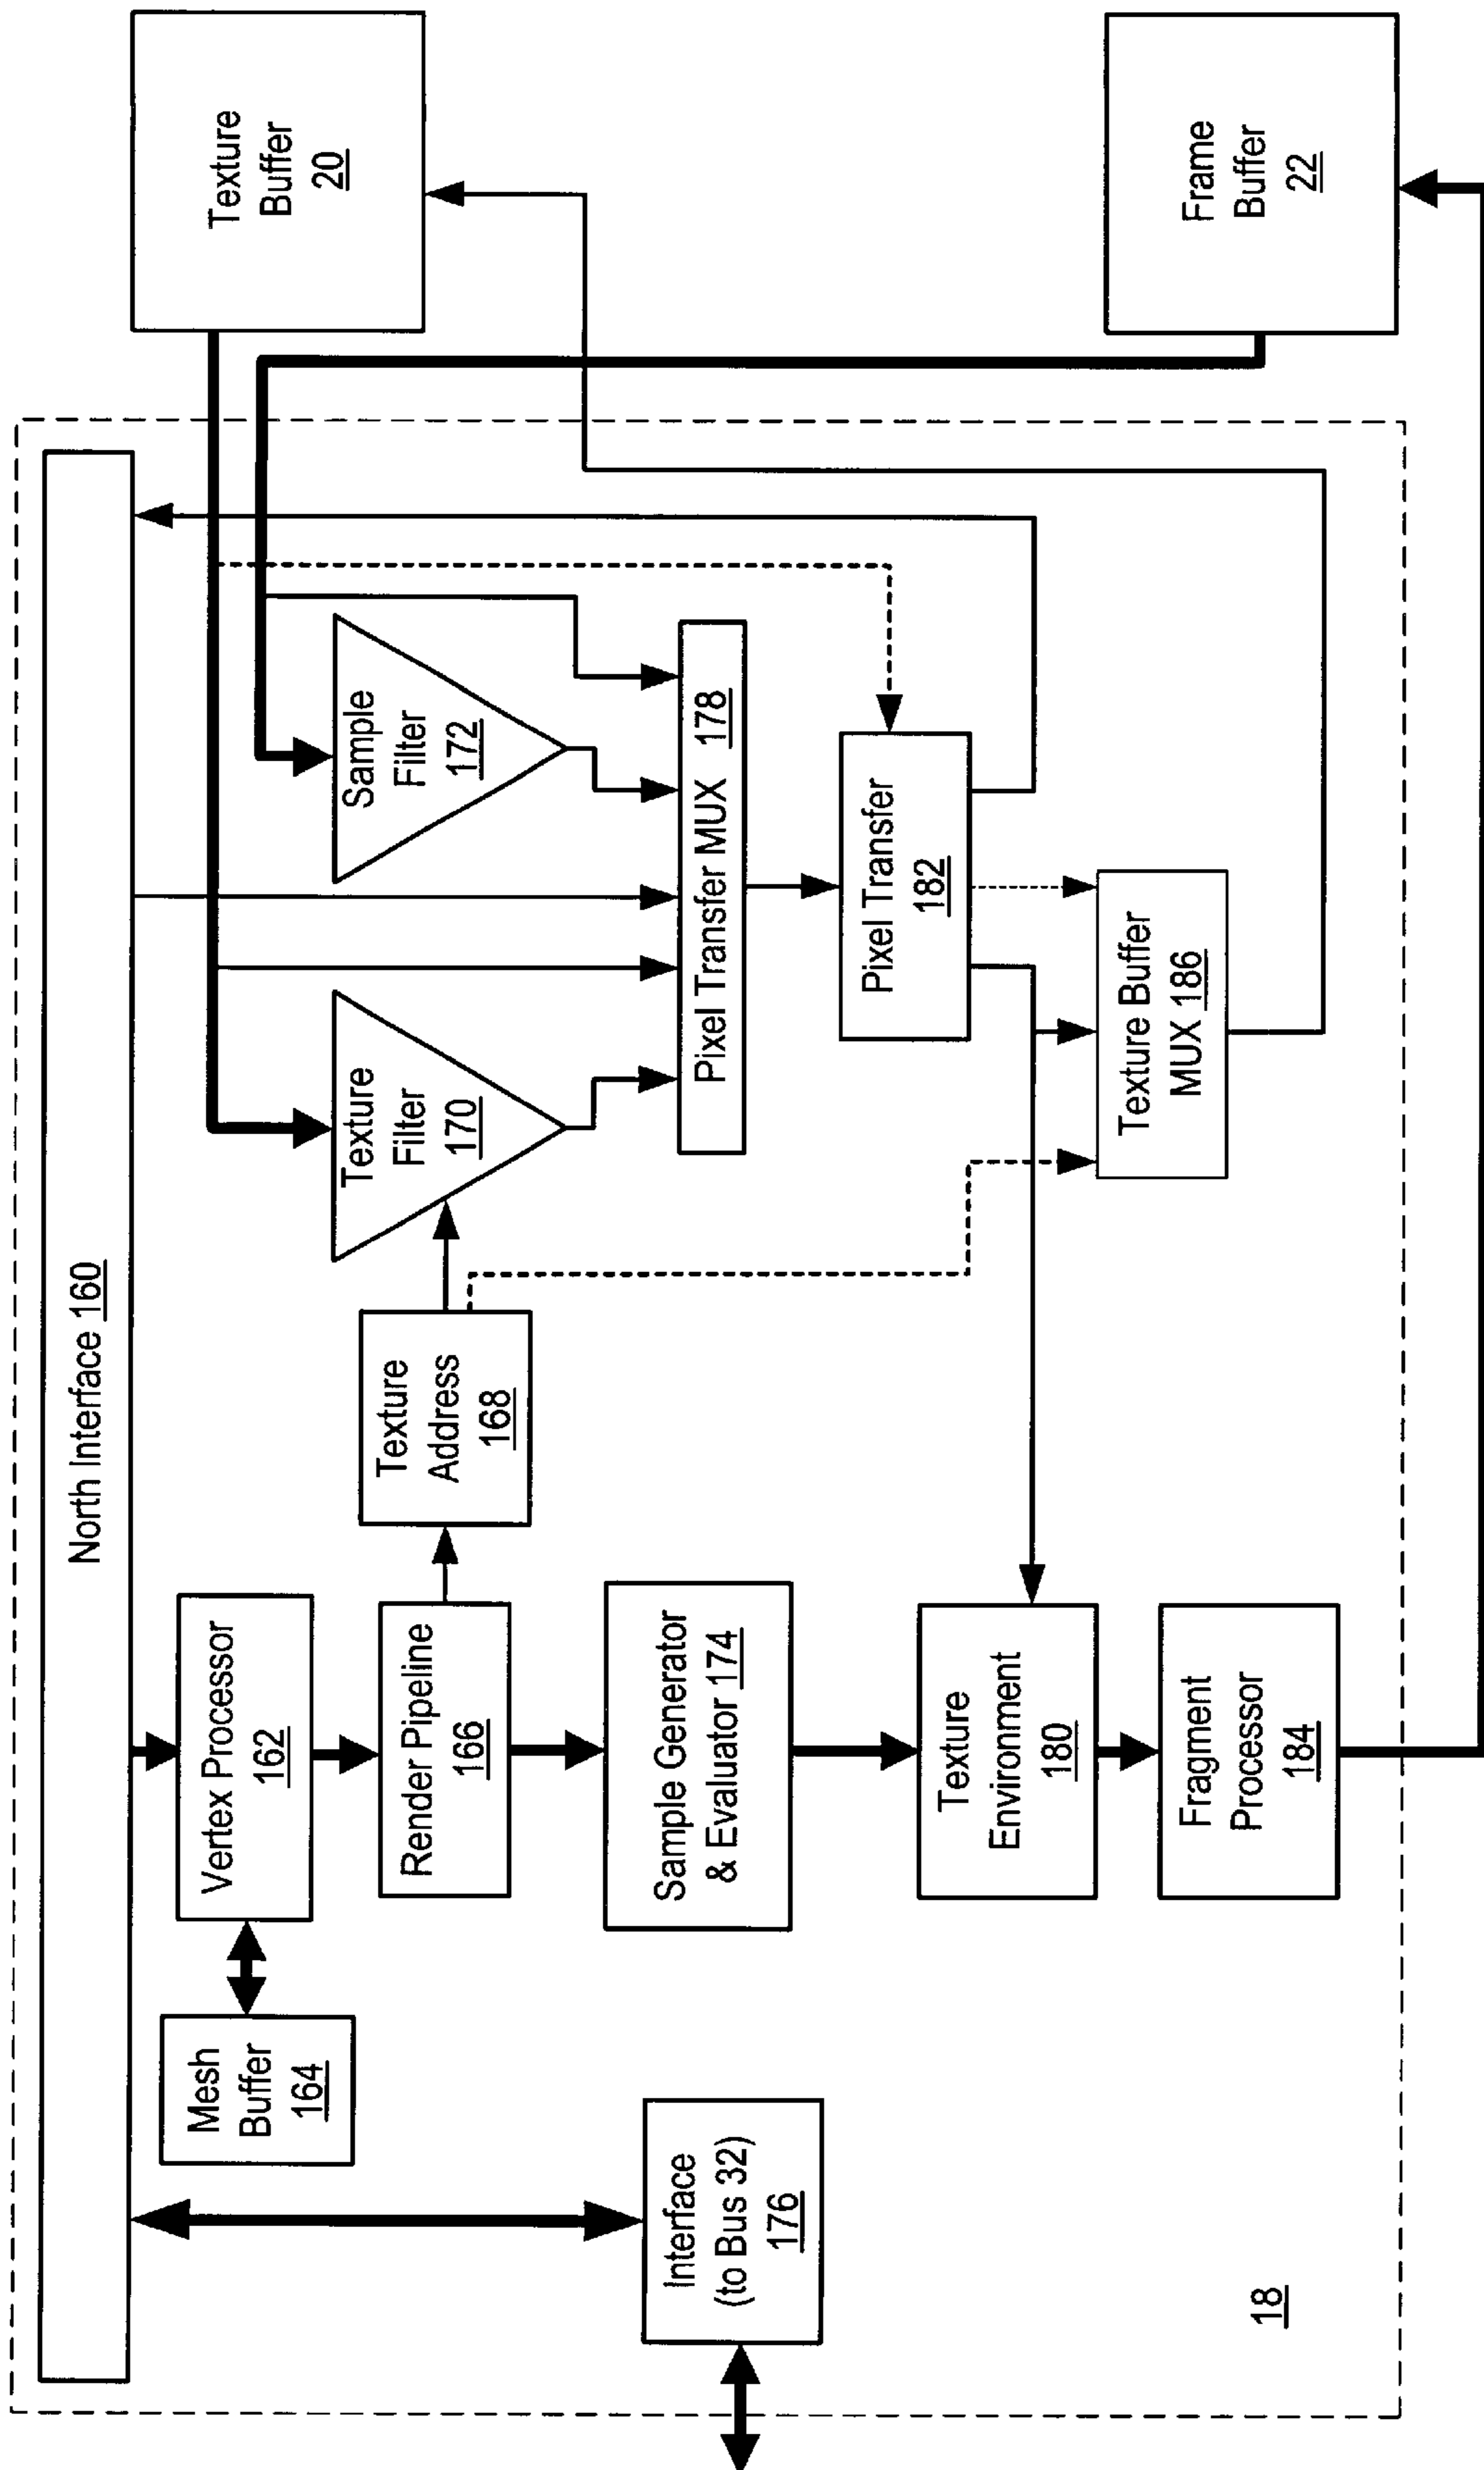 North Interface 160
Texture
Buffer
20
Mesh
Buffer
164
Vertex Processor
162
Render Pipeline
166
Texture
Address
168
Texture
Filter
170
Sample
Filter
172
Interface
(to Bus 32)
176
Sample Generator
& Evaluator 174
Pixel Transfer MUX 178
Pixel Transfer
182
Texture
Environment
180
Texture Buffer
MUX 186
Fragment
Processor
184
Frame
Buffer
22
18